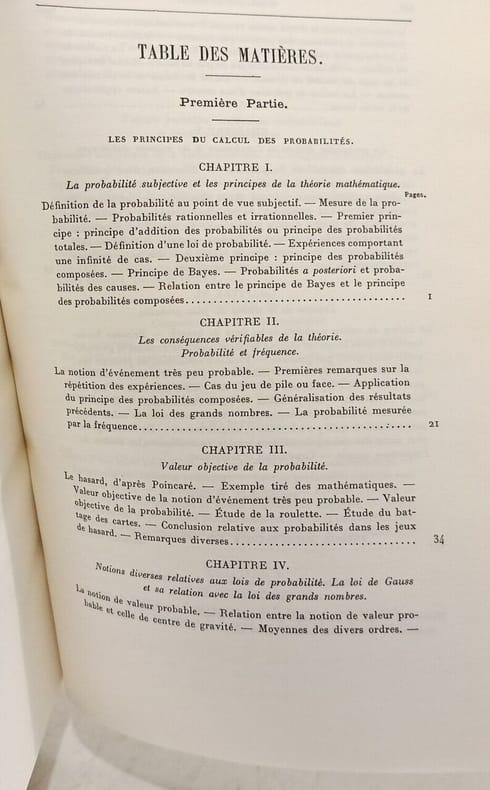 TABLE DES MATIÈRES.
Première Partie.
LES PRINCIPES DU CALCUL DES PROBABILITÉS.
CHAPITRE I.
La probabilité subjective et les principes de la théorie mathématique.
Pages.
Définition de la probabilité au point de vue subjectif. — Mesure de la pro-
babilité. — Probabilités rationnelles et irrationnelles. — Premier prin-
cipe : principe d'addition des probabilités ou principe des probabilités
totales. — Définition d'une loi de probabilité. — Expériences comportant
une infinité de cas. — Deuxième principe : principe des probabilités
composées. — Principe de Bayes. — Probabilités a posteriori et proba-
bilités des causes. — Relation entre le principe de Bayes et le principe
des probabilités composées........................................ 1
CHAPITRE II.
Les conséquences vérifiables de la théorie.
Probabilité et fréquence.
La notion d'événement très peu probable. — Premières remarques sur la
répétition des expériences. — Cas du jeu de pile ou face. — Application
du principe des probabilités composées. — Généralisation des résultats
précédents. — La loi des grands nombres. — La probabilité mesurée
par la fréquence................................................. 21
CHAPITRE III.
Valeur objective de la probabilité.
Le hasard, d'après Poincaré. — Exemple tiré des mathématiques. —
Valeur objective de la notion d'événement très peu probable. — Valeur
objective de la probabilité. — Étude de la roulette. — Étude du bat-
tage des cartes. — Conclusion relative aux probabilités dans les jeux
de hasard. — Remarques diverses.................................. 34
CHAPITRE IV.
Notions diverses relatives aux lois de probabilité. La loi de Gauss
et sa relation avec la loi des grands nombres.
La notion de valeur probable. — Relation entre la notion de valeur pro-
bable et celle de centre de gravité. — Moyennes des divers ordres. —